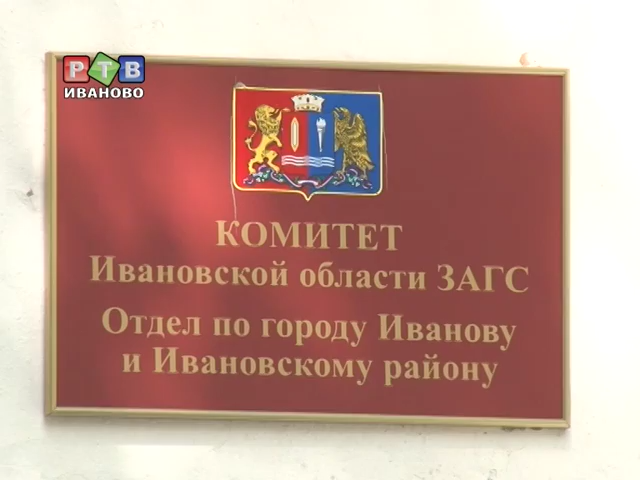 РТВ
ИВАНОВО
КОМИТЕТ
Ивановской области ЗАГС
Отдел по городу Иванову
и Ивановскому району